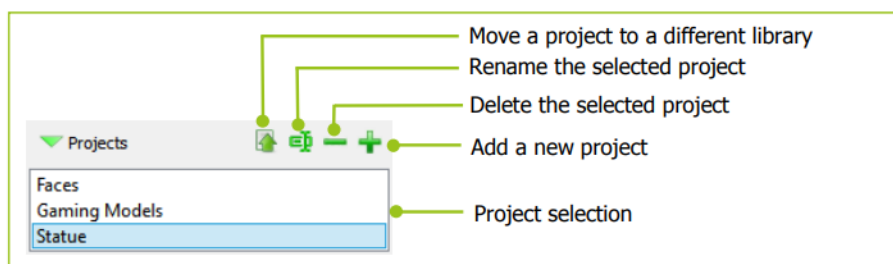 Move a project to a different library
Rename the selected project
Delete the selected project
Projects
Add a new project
Faces
Gaming Models
Project selection
Statue